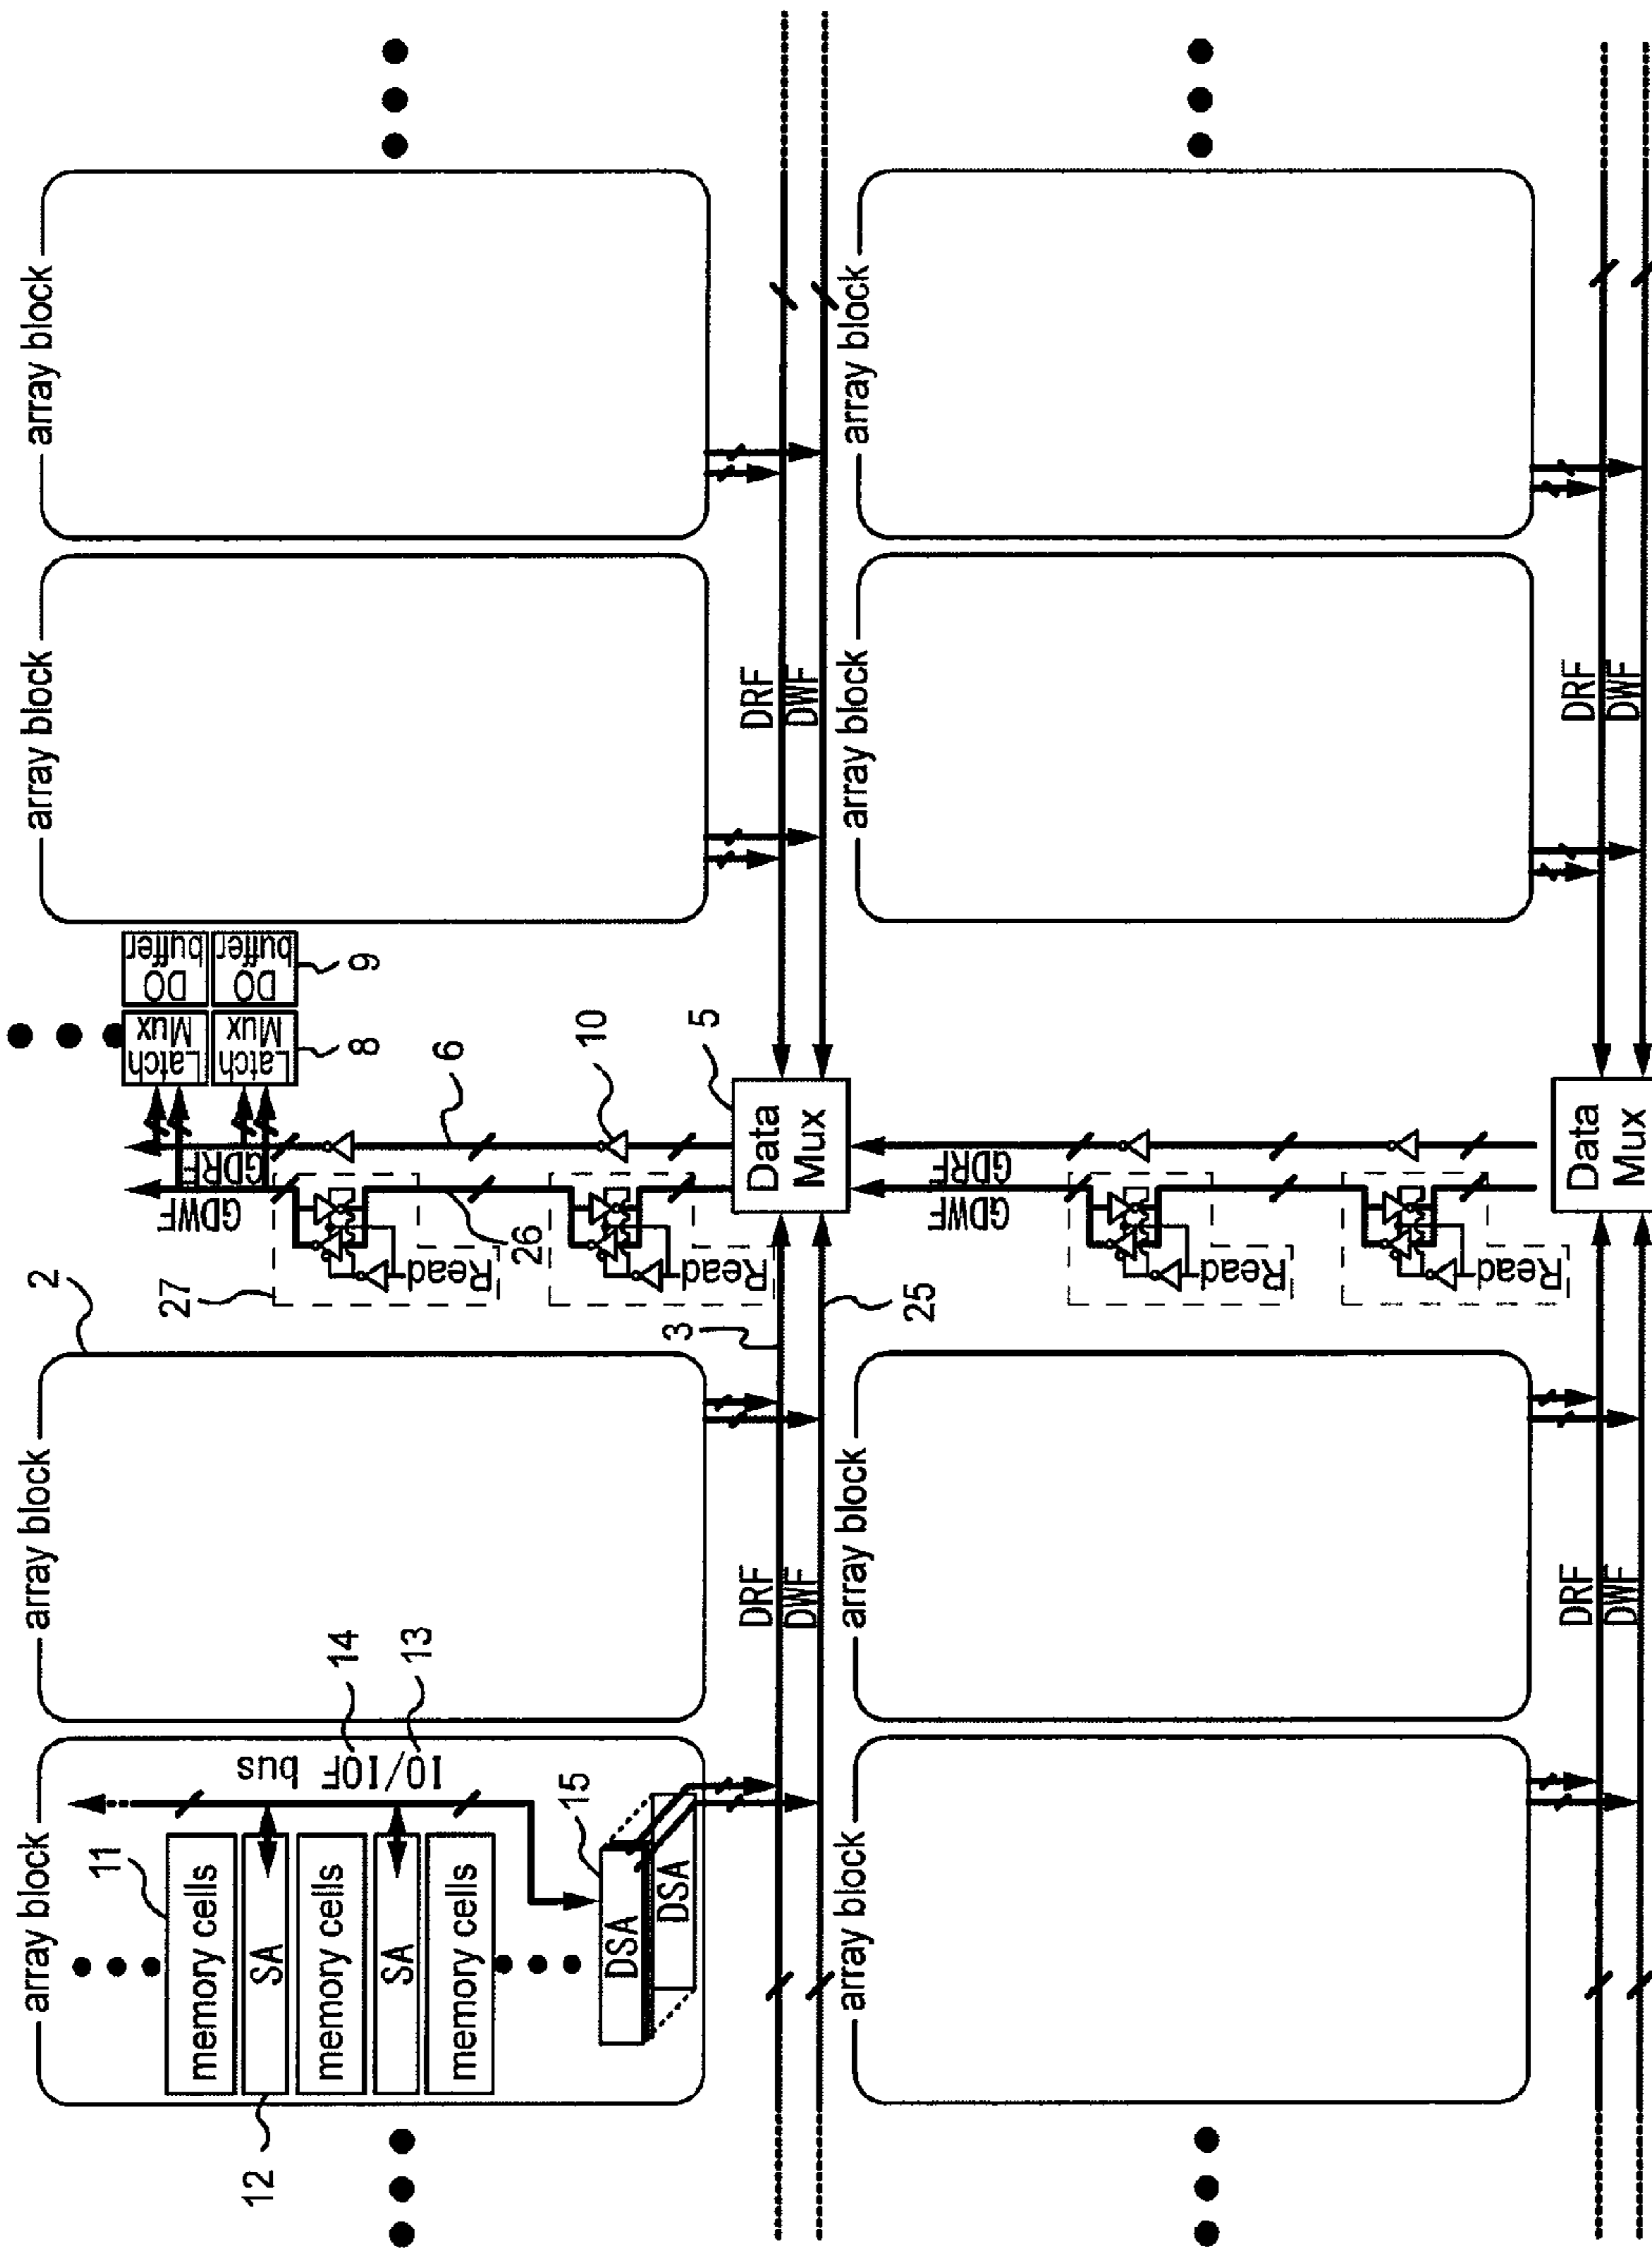 array block
array block
array block
array block
2
11
memory cells
12
SA
memory cells
SA
memory cells
IO/IOF bus
14
13
15
DSA
DSA
Latch
Mux
DO
buffer
Latch
Mux
DO
buffer
8
9
GDWF
GDRF
27
Read
26
6
10
Read
5
3
DRF
DWF
25
Data
Mux
DRF
DWF
array block
array block
array block
array block
GDWF
GDRF
Read
Read
DRF
DWF
Data
Mux
DRF
DWF